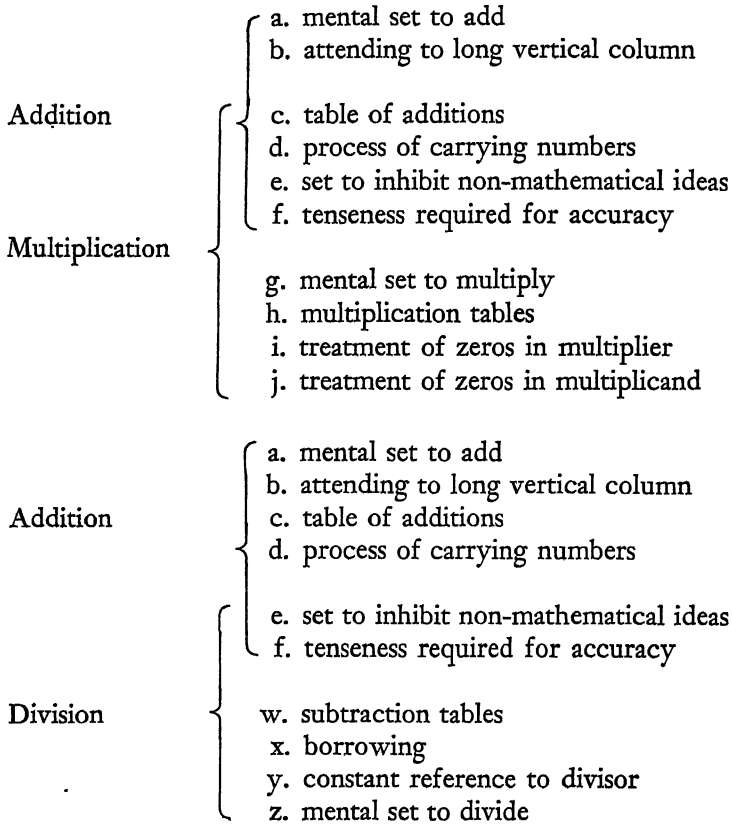 a. mental set to add
b. attending to long vertical column
Addition
c. table of additions
d. process of carrying numbers
e. set to inhibit non-mathematical ideas
f. tenseness required for accuracy
Multiplication
g. mental set to multiply
h. multiplication tables
i. treatment of zeros in multiplier
j. treatment of zeros in multiplicand
a. mental set to add
b. attending to long vertical column
Addition
c. table of additions
d. process of carrying numbers
e. set to inhibit non-mathematical ideas
f. tenseness required for accuracy
Division
w. subtraction tables
x. borrowing
y. constant reference to divisor
z. mental set to divide